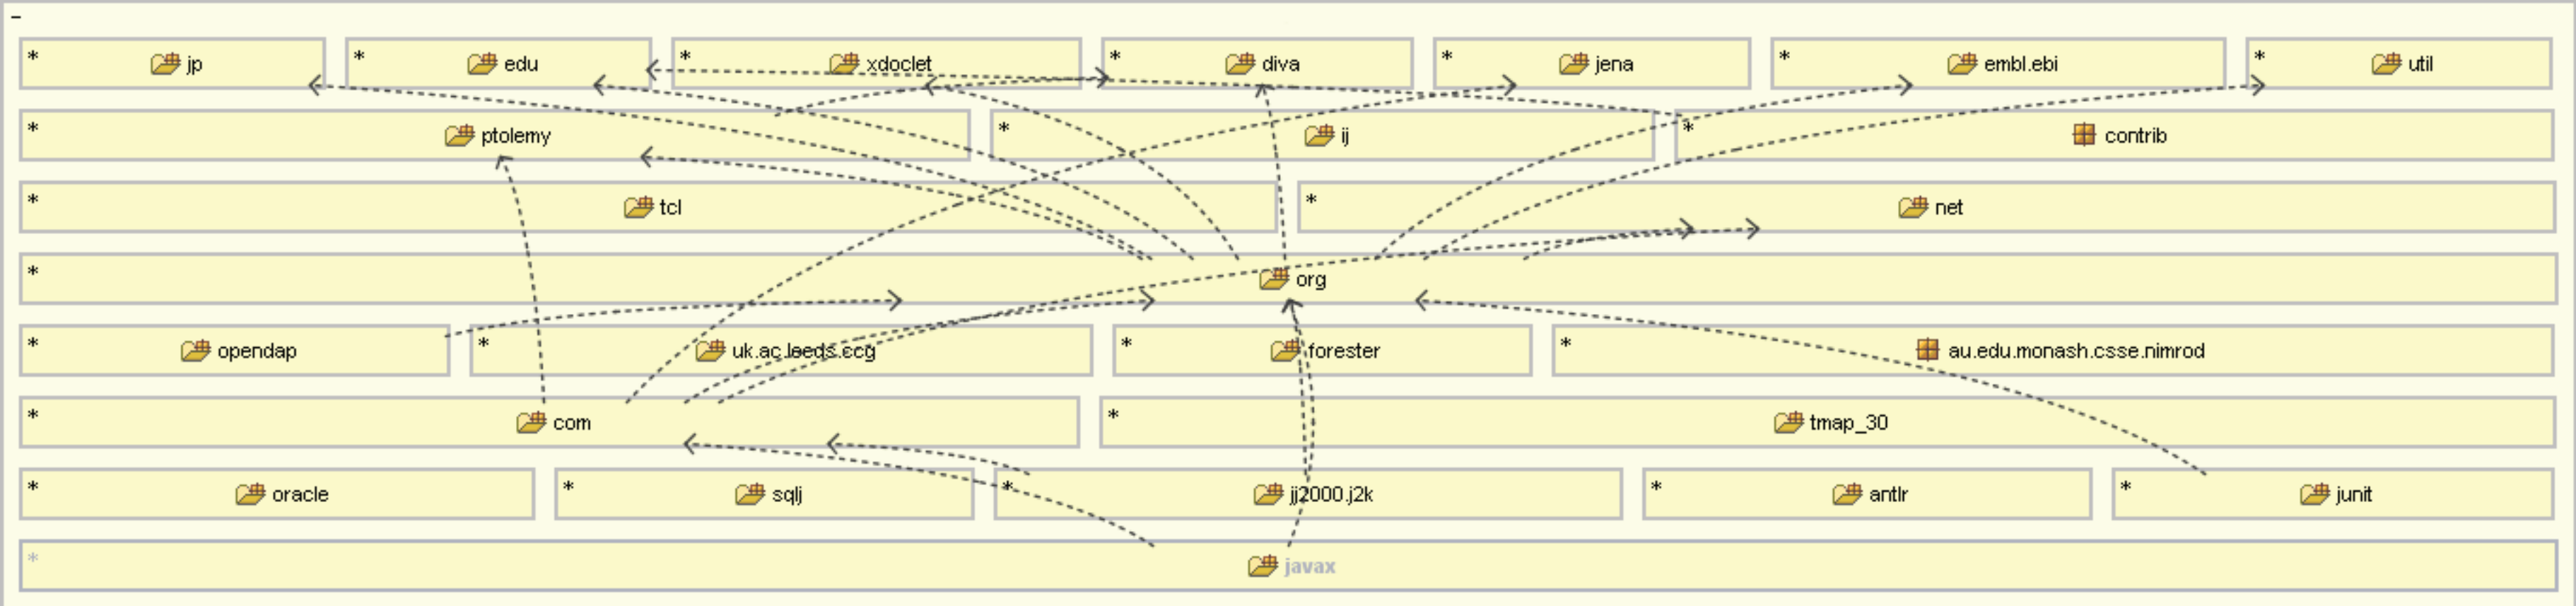 * jp * edu * xdoclet * diva * jena * embl.ebi * util
* ptolemy * ij * contrib
* tcl * net
* org
* opendap * uk.ac.leeds.ccg * forester * au.edu.monash.csse.nimrod
* com * tmap_30
* oracle * sqlj * jj2000.j2k * antlr * junit
* javax